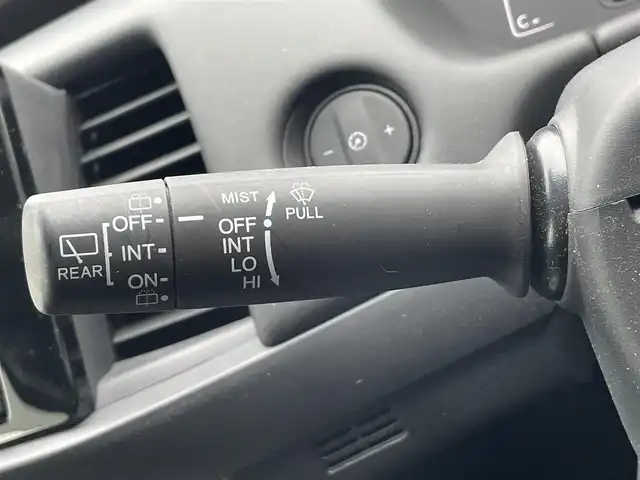 MIST
PULL
OFF
INT
LO
HI
REAR
OFF
INT
ON
- +
C